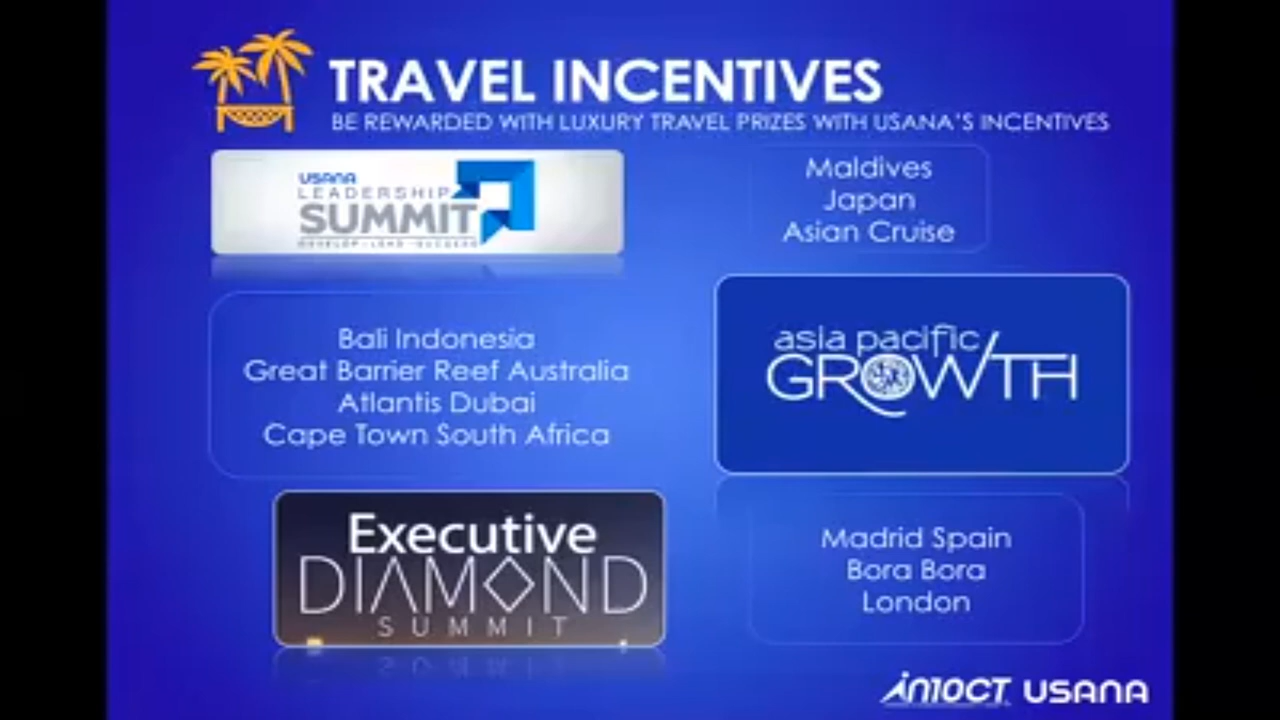 TRAVEL INCENTIVES
BE REWARDED WITH LUXURY TRAVEL PRIZES WITH USANA'S INCENTIVES
USANA
LEADERSHIP
SUMMIT
Maldives
Japan
Asian Cruise
Bali Indonesia
Great Barrier Reef Australia
Atlantis Dubai
Cape Town South Africa
asia pacific
GROWTH
Executive
DIAMOND
SUMMIT
Madrid Spain
Bora Bora
London
USANA